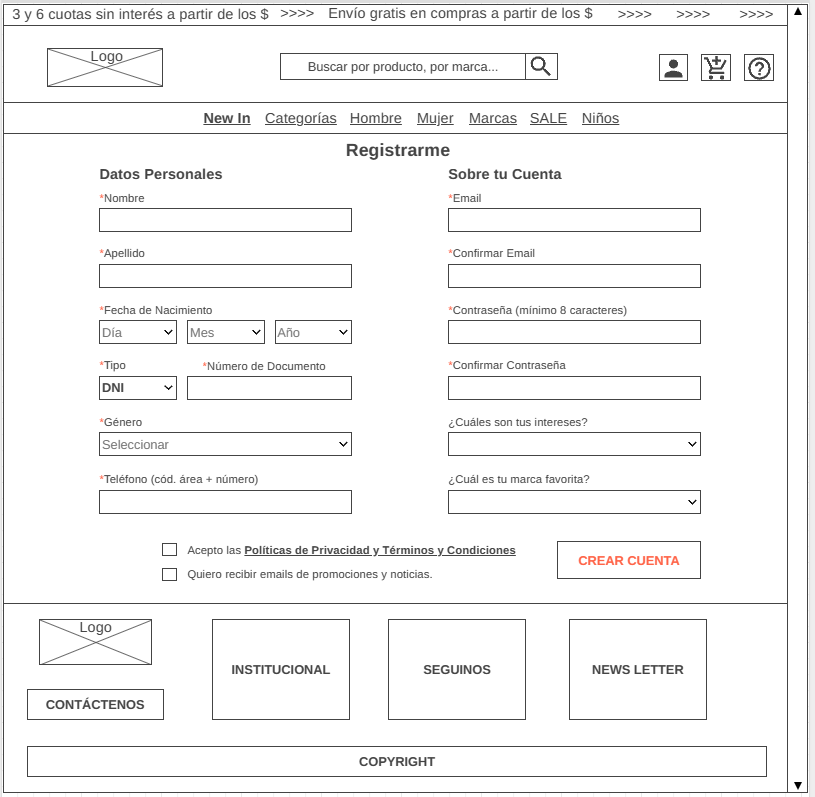 3 y 6 cuotas sin interés a partir de los $ >>>> Envío gratis en compras a partir de los $ >>>> >>>> >>>>
Logo
Buscar por producto, por marca...
New In Categorías Hombre Mujer Marcas SALE Niños
Registrarme
Datos Personales
*Nombre
*Apellido
*Fecha de Nacimiento
Día Mes Año
*Tipo *Número de Documento
DNI
*Género
Seleccionar
*Teléfono (cód. área + número)
Sobre tu Cuenta
*Email
*Confirmar Email
*Contraseña (mínimo 8 caracteres)
*Confirmar Contraseña
¿Cuáles son tus intereses?
¿Cuál es tu marca favorita?
Acepto las Políticas de Privacidad y Términos y Condiciones
Quiero recibir emails de promociones y noticias.
CREAR CUENTA
Logo
CONTÁCTENOS
INSTITUCIONAL
SEGUINOS
NEWS LETTER
COPYRIGHT